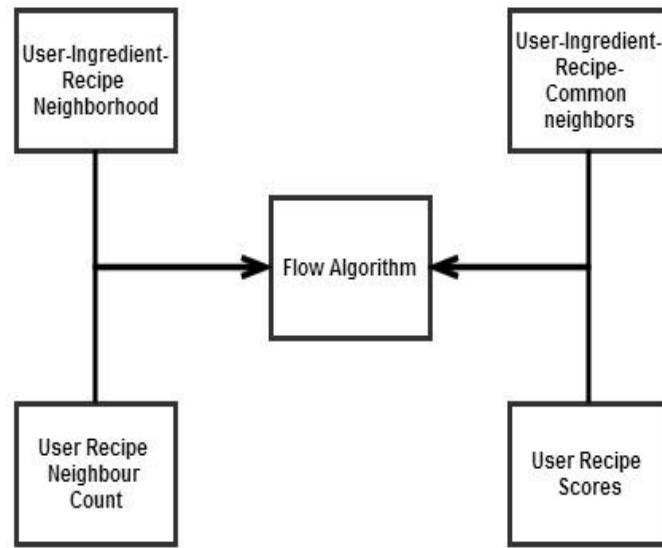 User-Ingredient-
Recipe
Neighborhood
User-Ingredient-
Recipe-
Common
neighbors
Flow Algorithm
User Recipe
Neighbour
Count
User Recipe
Scores